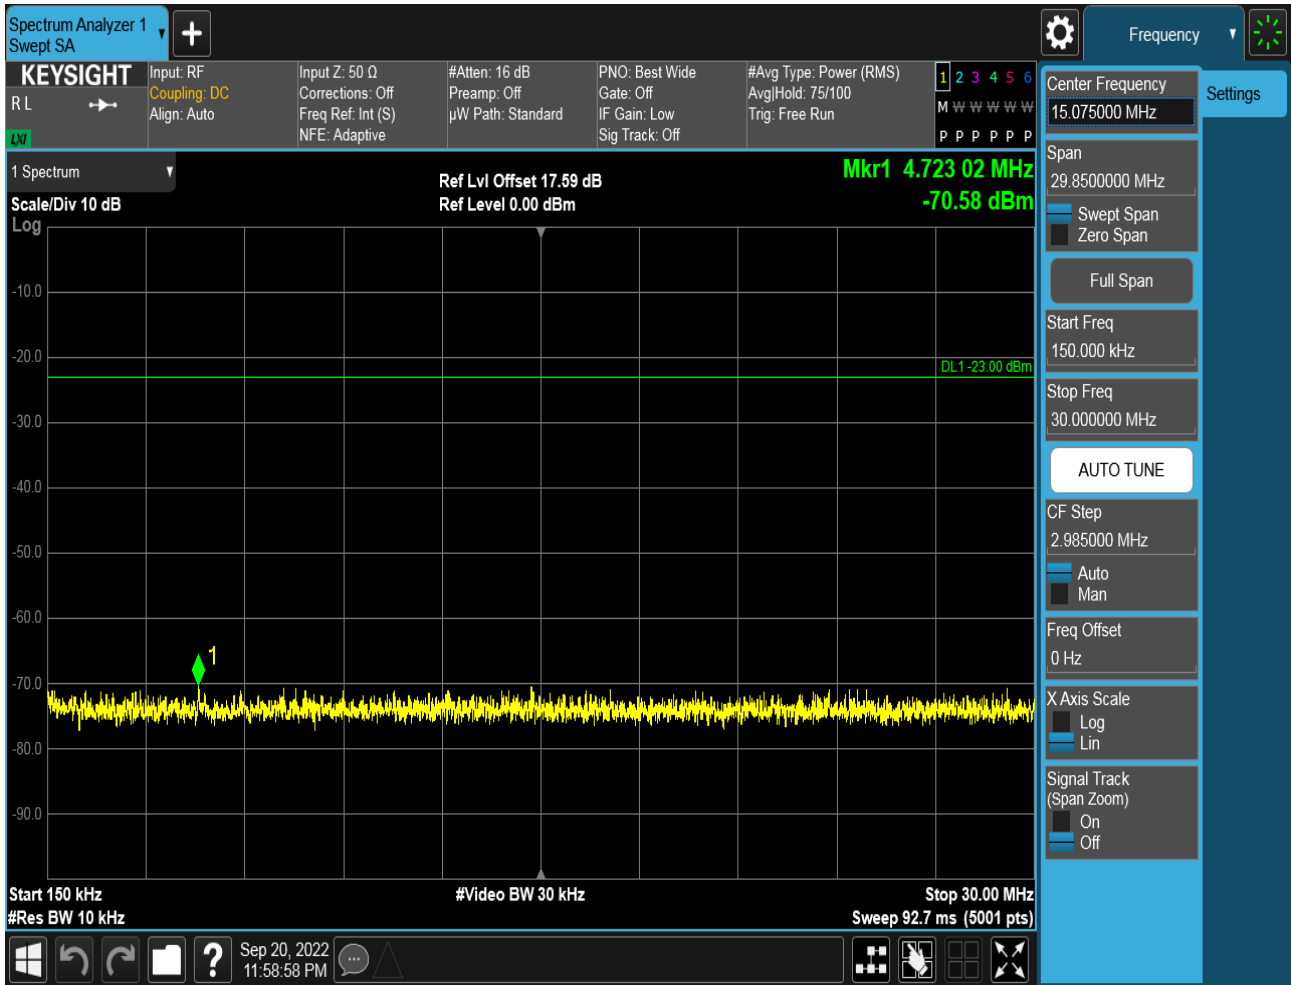 Spectrum Analyzer 1
Swept SA
+
Frequency
KEYSIGHT
R L
LXI
Input: RF
Coupling: DC
Align: Auto
Input Z: 50 Ω
Corrections: Off
Freq Ref: Int (S)
NFE: Adaptive
#Atten: 16 dB
Preamp: Off
µW Path: Standard
PNO: Best Wide
Gate: Off
IF Gain: Low
Sig Track: Off
#Avg Type: Power (RMS)
Avg|Hold: 75/100
Trig: Free Run
1 2 3 4 5 6
M W W W W W
P P P P P P
1 Spectrum
Scale/Div 10 dB
Log
Ref Lvl Offset 17.59 dB
Ref Level 0.00 dBm
Mkr1 4.723 02 MHz
-70.58 dBm
-10.0
-20.0
DL1 -23.00 dBm
-30.0
-40.0
-50.0
-60.0
1
-70.0
-80.0
-90.0
Start 150 kHz
#Res BW 10 kHz
#Video BW 30 kHz
Stop 30.00 MHz
Sweep 92.7 ms (5001 pts)
Center Frequency
15.075000 MHz
Settings
Span
29.8500000 MHz
Swept Span
Zero Span
Full Span
Start Freq
150.000 kHz
Stop Freq
30.000000 MHz
AUTO TUNE
CF Step
2.985000 MHz
Auto
Man
Freq Offset
0 Hz
X Axis Scale
Log
Lin
Signal Track
(Span Zoom)
On
Off
?
Sep 20, 2022
11:58:58 PM